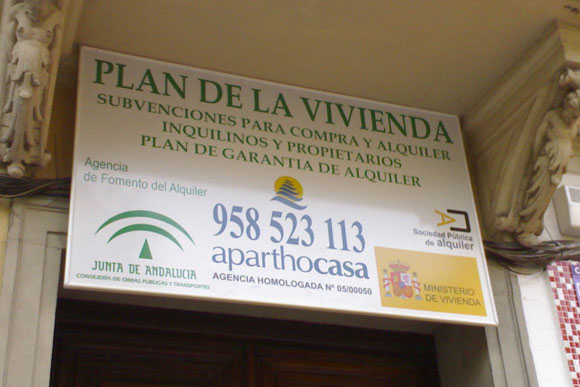 PLAN DE LA VIVIENDA
SUBVENCIONES PARA COMPRA Y ALQUILER
INQUILINOS Y PROPIETARIOS
PLAN DE GARANTIA DE ALQUILER
Agencia
de Fomento del Alquiler
JUNTA DE ANDALUCIA
CONSEJERIA DE OBRAS PÚBLICAS Y TRANSPORTES
958 523 113
aparthocasa
AGENCIA HOMOLOGADA Nº 05/00050
Sociedad Pública
de alquiler
MINISTERIO
DE VIVIENDA